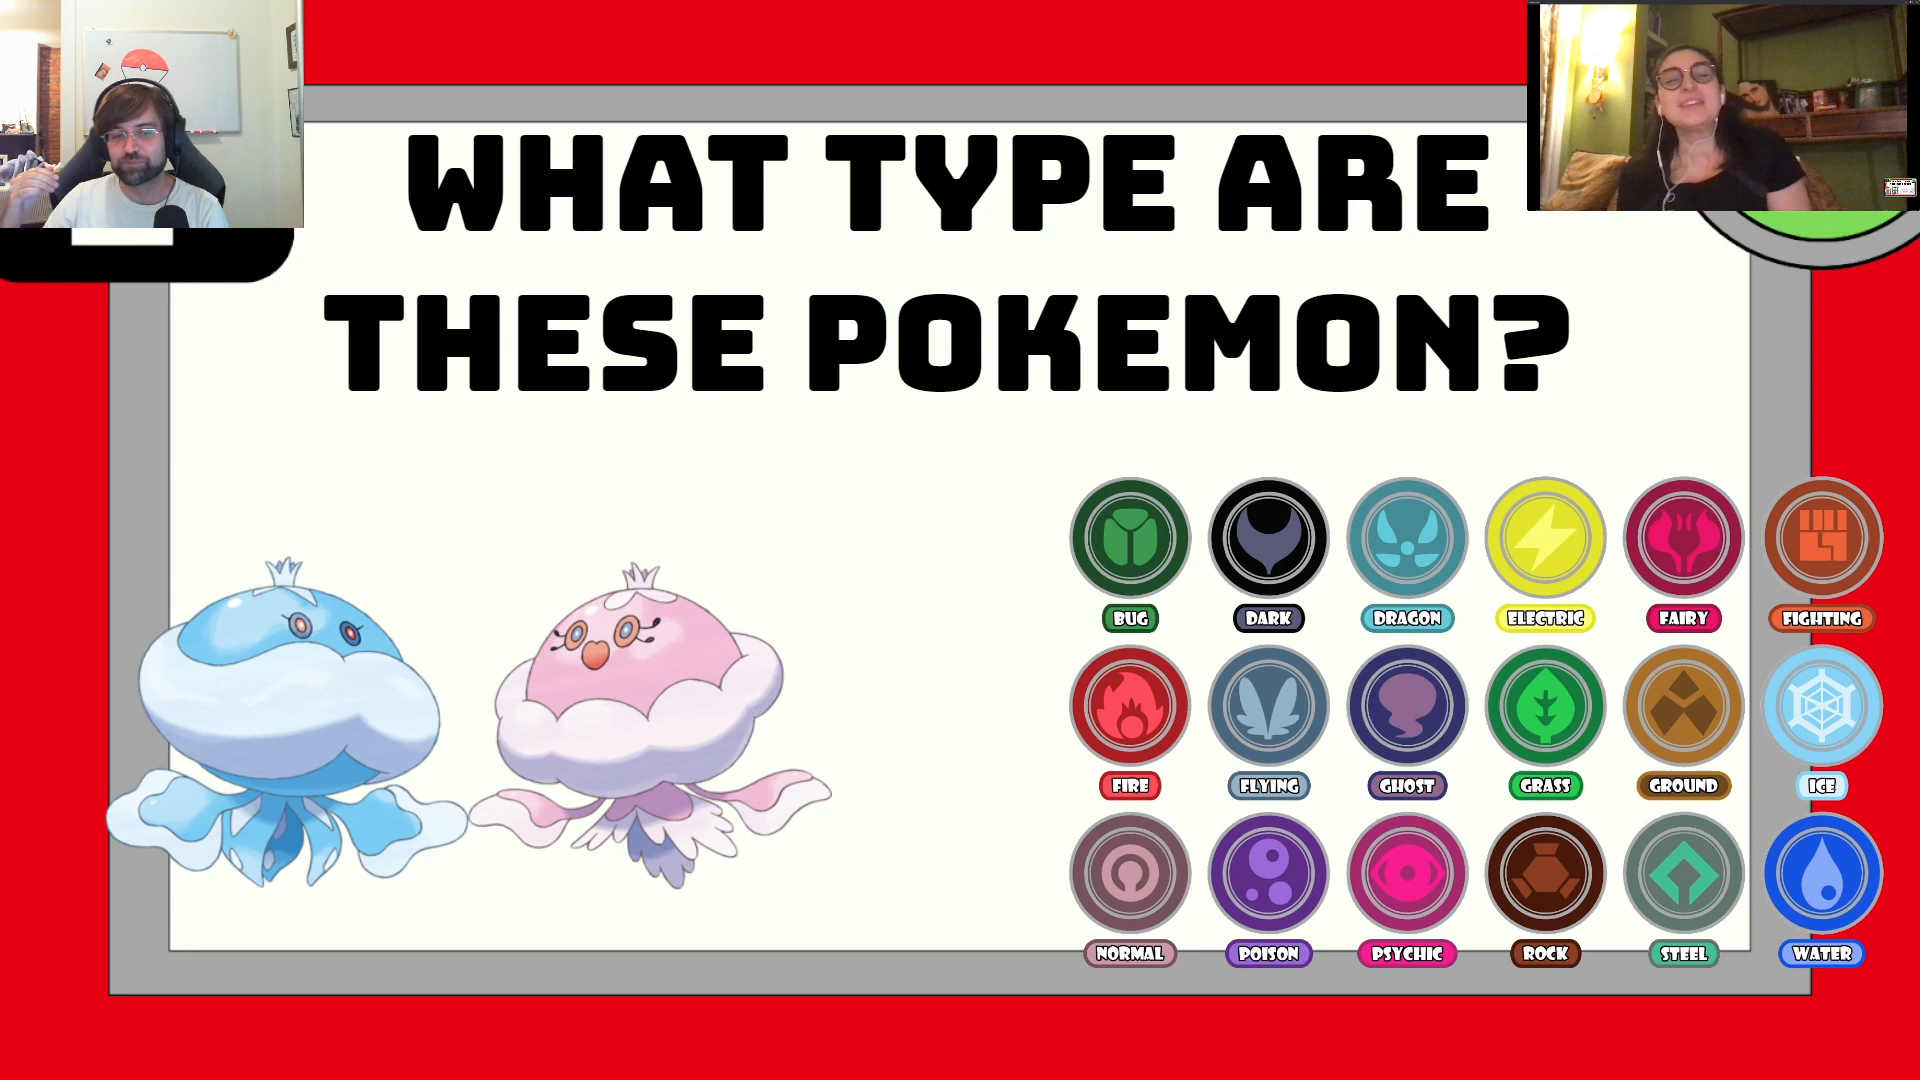 WHAT TYPE ARE
THESE POKEMON?
BUG
DARK
DRAGON
ELECTRIC
FAIRY
FIGHTING
FIRE
FLYING
GHOST
GRASS
GROUND
ICE
NORMAL
POISON
PSYCHIC
ROCK
STEEL
WATER